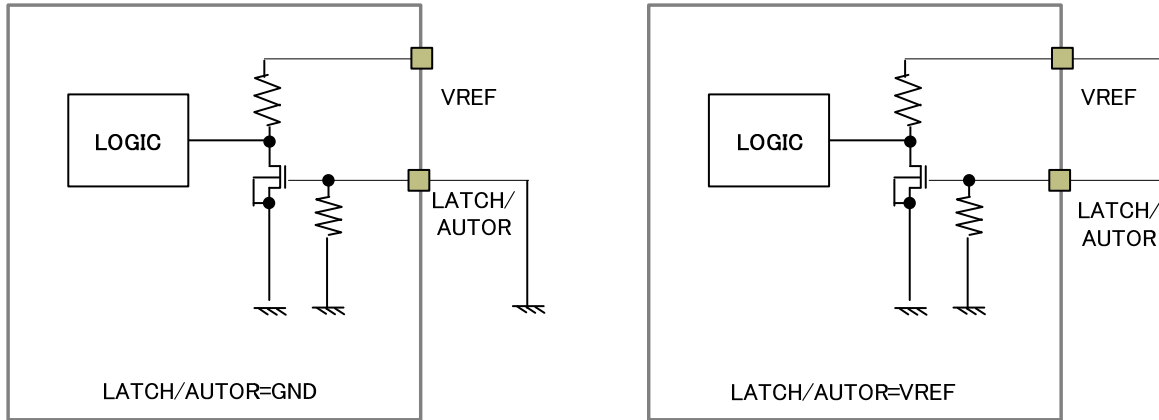 VREF
LOGIC
LATCH/
AUTOR
LATCH/AUTOR=GND
VREF
LOGIC
LATCH/
AUTOR
LATCH/AUTOR=VREF